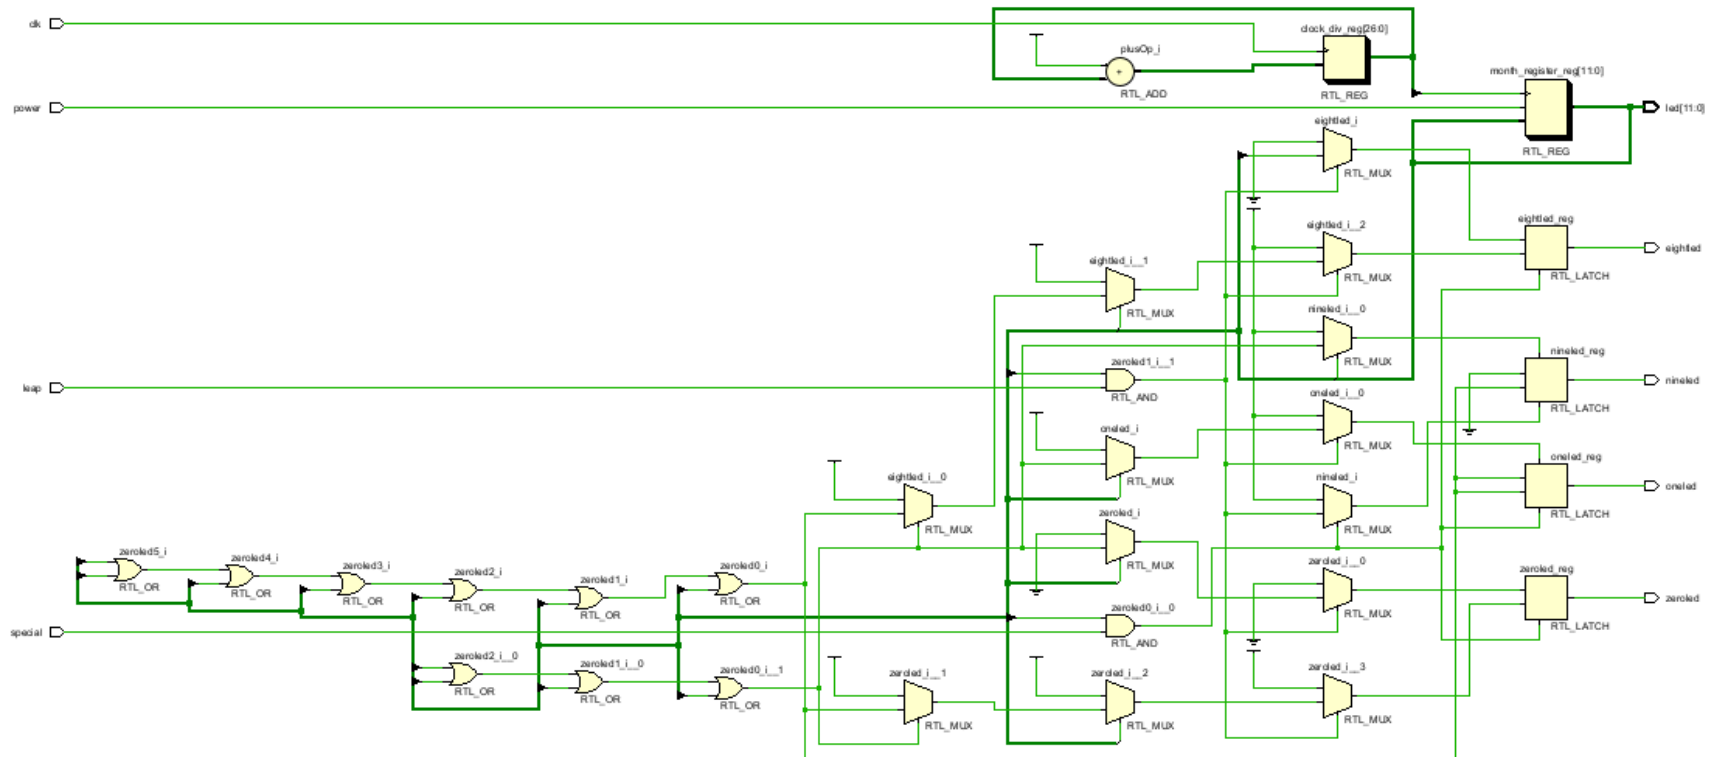 clk
clock_div_reg[26:0]
plusOp_i
+
RTL_ADD
RTL_REG
month_register_reg[11:0]
power
led[11:0]
RTL_REG
eightled_i
RTL_MUX
eightled_i__2
RTL_MUX
eightled_reg
eightled
RTL_LATCH
eightled_i__1
RTL_MUX
nineled_i__0
RTL_MUX
nineled_reg
nineled
RTL_LATCH
leap
zeroled1_i__1
RTL_AND
oneled_i__0
RTL_MUX
oneled_i
RTL_MUX
oneled_reg
oneled
RTL_LATCH
eightled_i__0
RTL_MUX
nineled_i
RTL_MUX
zeroled_i
RTL_MUX
zeroled5_i
RTL_OR
zeroled4_i
RTL_OR
zeroled3_i
RTL_OR
zeroled2_i
RTL_OR
zeroled1_i
RTL_OR
zeroled0_i
RTL_OR
zeroled_i__0
RTL_MUX
zeroled_reg
zeroled
RTL_LATCH
special
zeroled0_i__0
RTL_AND
zeroled2_i__0
RTL_OR
zeroled1_i__0
RTL_OR
zeroled0_i__1
RTL_OR
zeroled_i__1
RTL_MUX
zeroled_i__2
RTL_MUX
zeroled_i__3
RTL_MUX